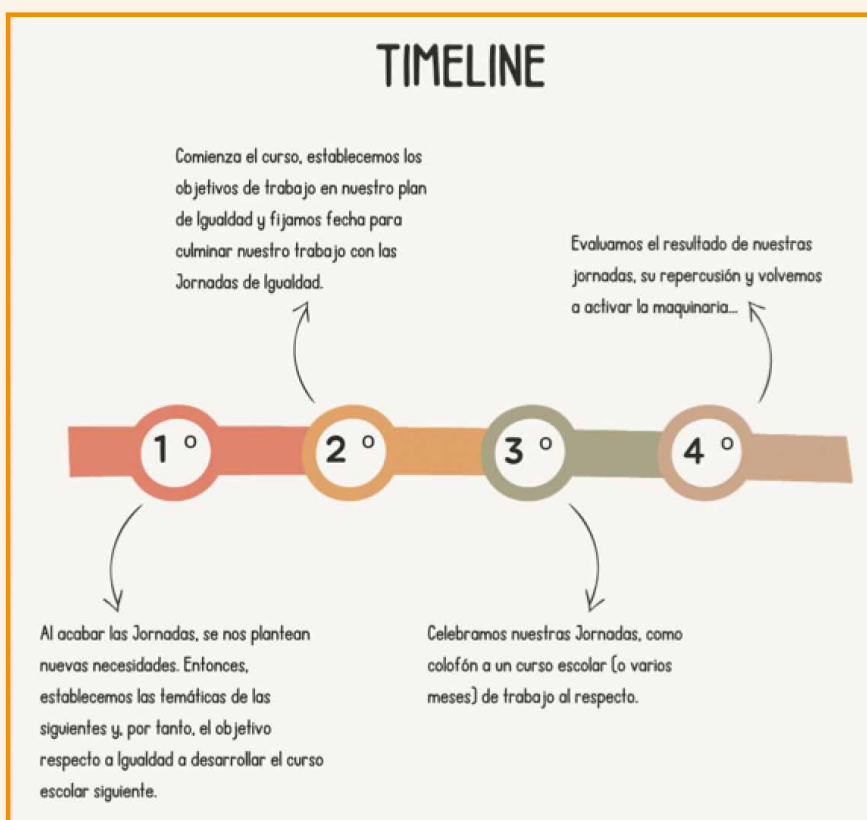 TIMELINE
Comienza el curso, establecemos los
objetivos de trabajo en nuestro plan
de Igualdad y fijamos fecha para
culminar nuestro trabajo con las
Jornadas de Igualdad.
Evaluamos el resultado de nuestras
jornadas, su repercusión y volvemos
a activar la maquinaria...
1 º
2 º
3 º
4 º
Al acabar las Jornadas, se nos plantean
nuevas necesidades. Entonces,
establecemos las temáticas de las
siguientes y, por tanto, el objetivo
respecto a Igualdad a desarrollar el curso
escolar siguiente.
Celebramos nuestras Jornadas, como
colofón a un curso escolar (o varios
meses) de trabajo al respecto.